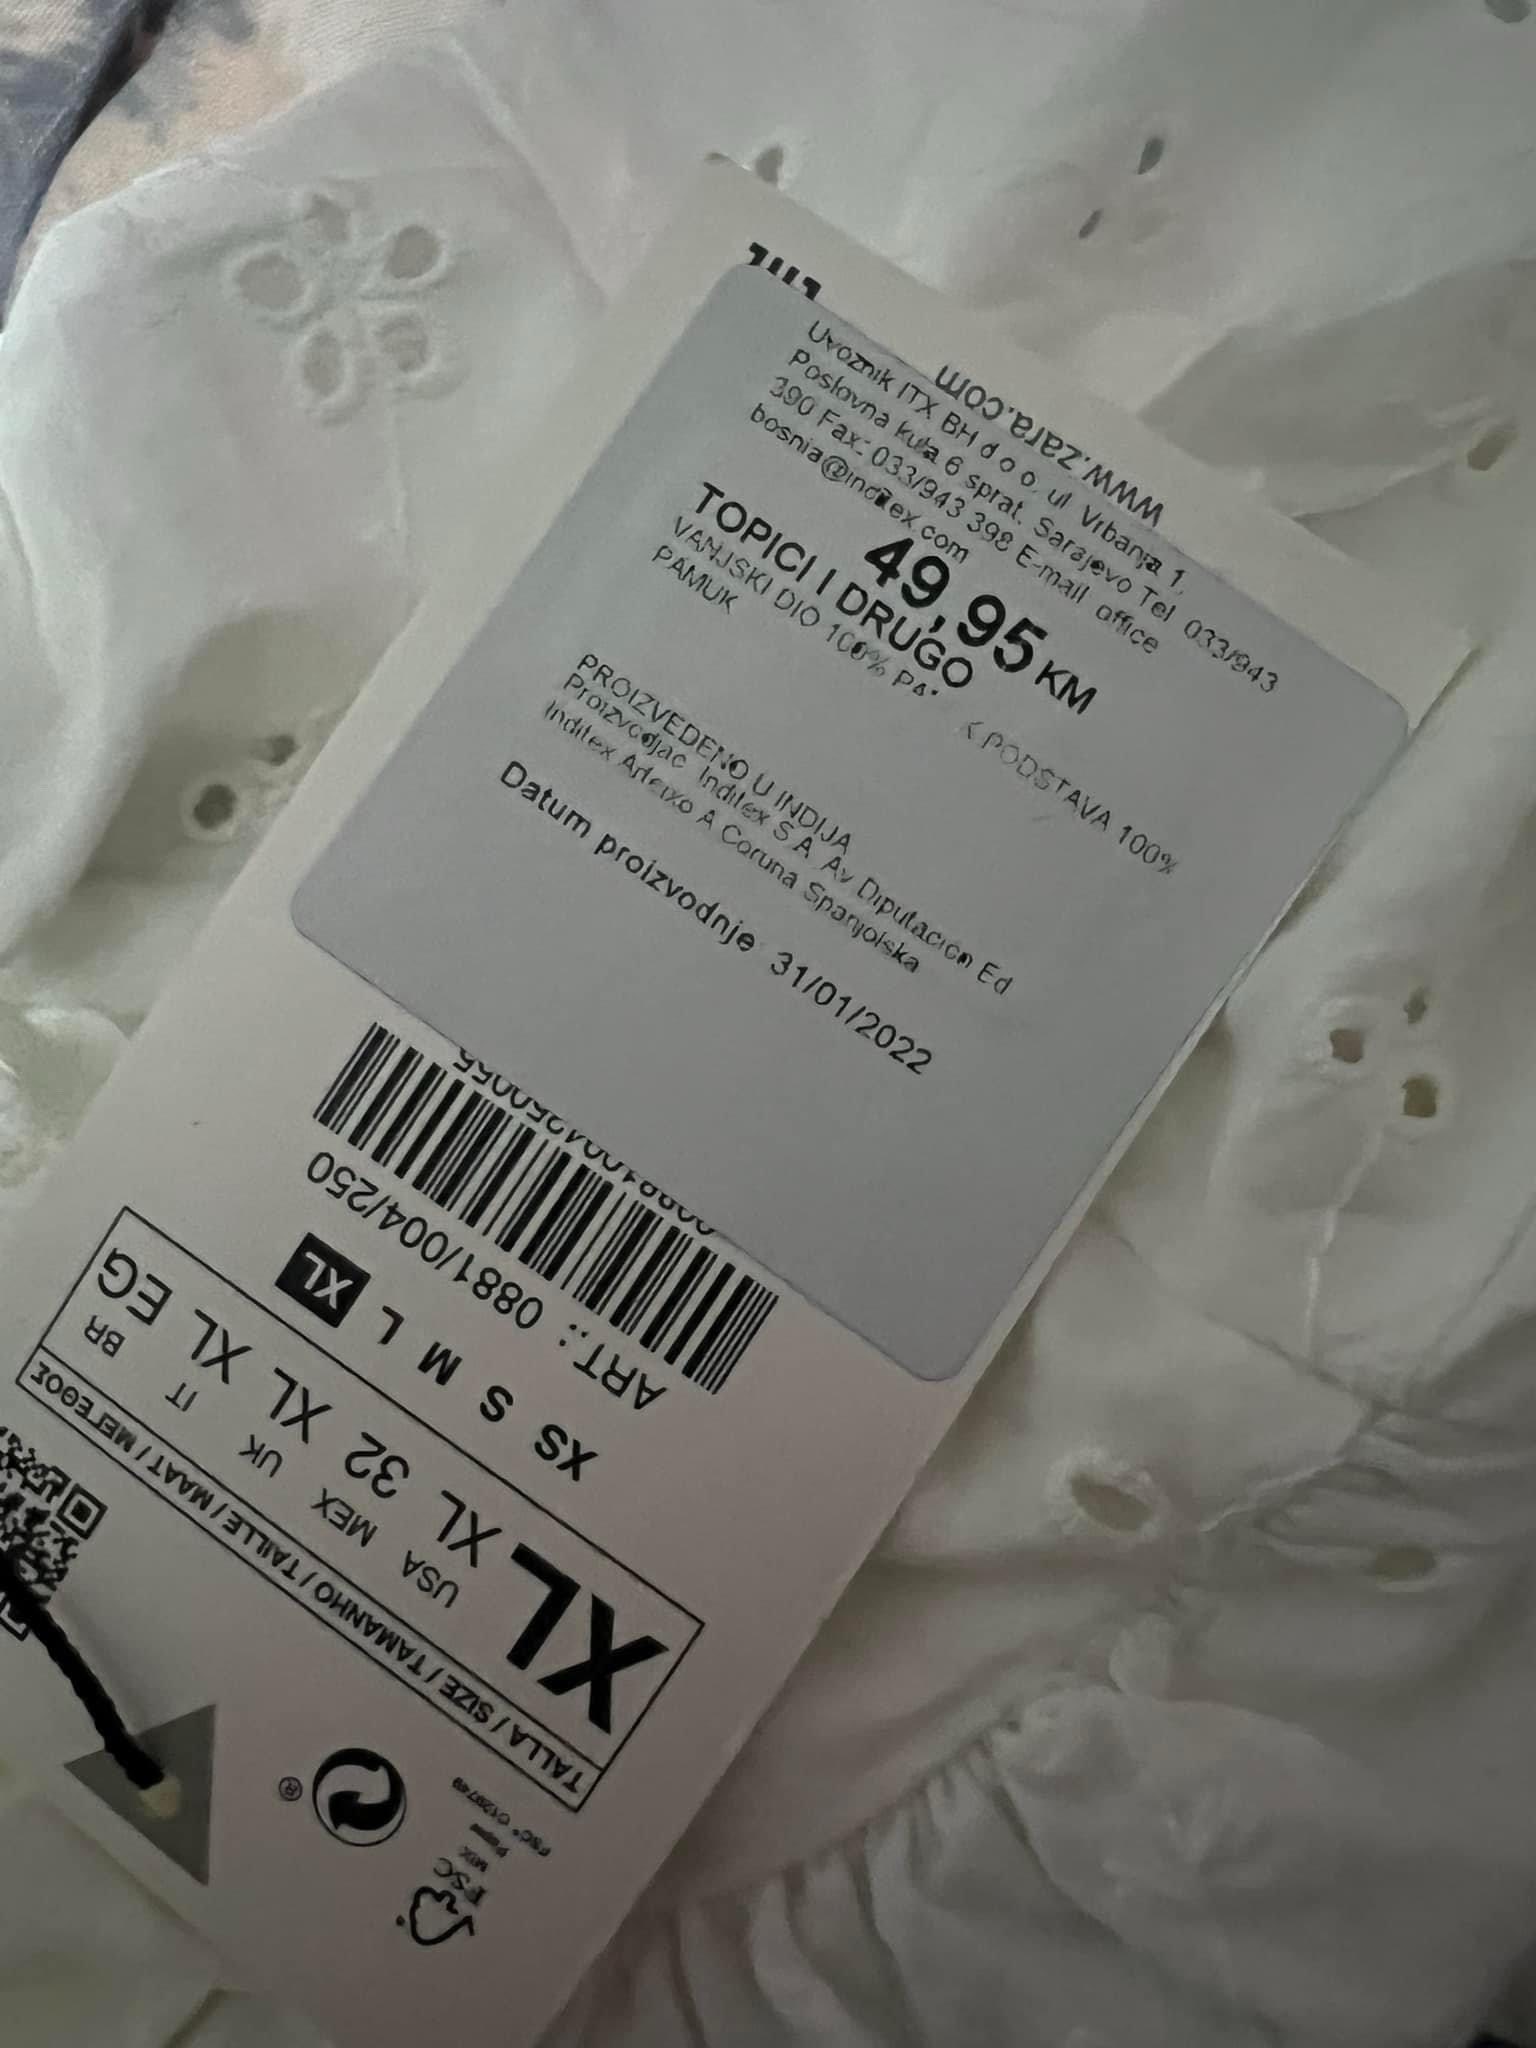 www.zara.com
Uvoznik ITX BH d o o, ul Vrbanja 1,
Poslovna kula 6 sprat. Sarajevo Tel 033/943
390 Fax: 033/943 398 E-mail office
bosnia@inditex.com
49,95 KM
TOPICI I DRUGO
VANJSKI DIO 100% PODSTAVA 100%
PAMUK
PROIZVEDENO U INDIJA
Proizvodjac Inditex S A Av Diputacion Ed
Inditex Arteixo A Coruna Spanjolska
Datum proizvodnje 31/01/2022
ART.: 0881/004/250
XS S M L XL
USA MEX UK IT BR
XL XL 32 XL XL EG
TALLA / SIZE / TAMANHO / TAILLE / MAAT / ΜΕΓΕΘΟΣ
®
FSC
MIX